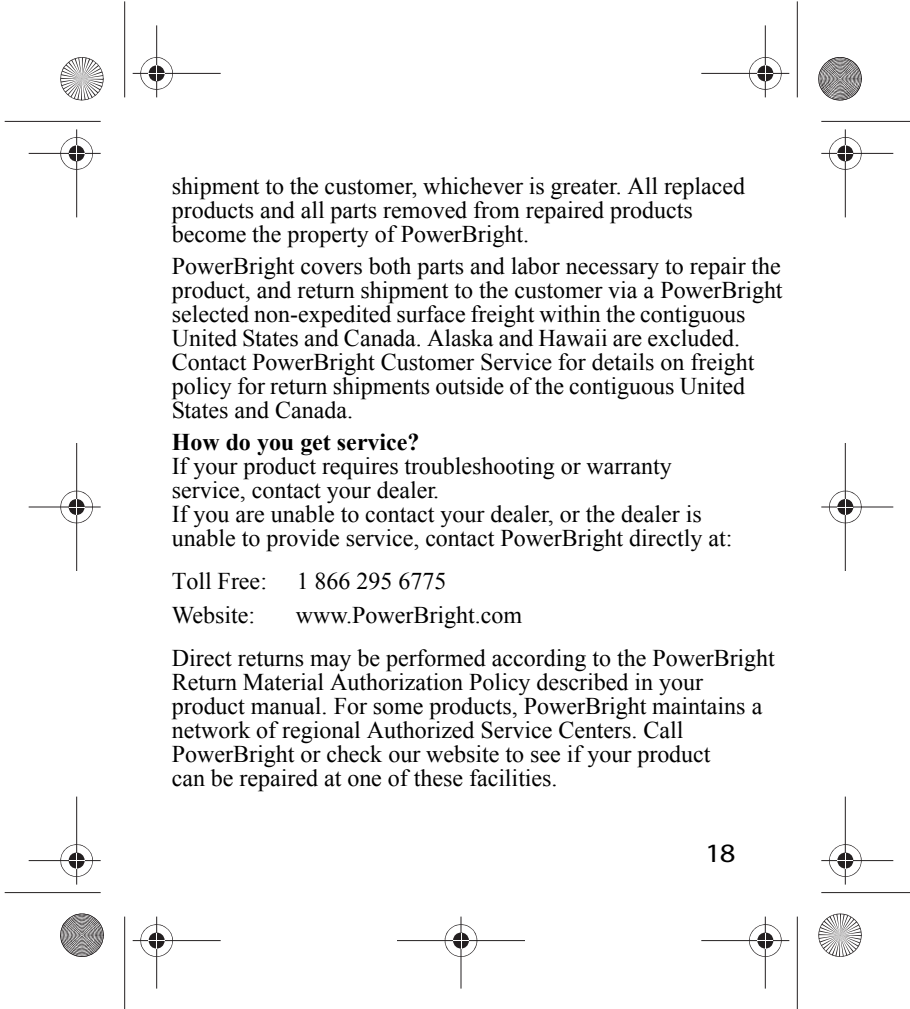 shipment to the customer, whichever is greater. All replaced
products and all parts removed from repaired products
become the property of PowerBright.
PowerBright covers both parts and labor necessary to repair the
product, and return shipment to the customer via a PowerBright
selected non-expedited surface freight within the contiguous
United States and Canada. Alaska and Hawaii are excluded.
Contact PowerBright Customer Service for details on freight
policy for return shipments outside of the contiguous United
States and Canada.
How do you get service?
If your product requires troubleshooting or warranty
service, contact your dealer.
If you are unable to contact your dealer, or the dealer is
unable to provide service, contact PowerBright directly at:
Toll Free: 1 866 295 6775
Website: www.PowerBright.com
Direct returns may be performed according to the PowerBright
Return Material Authorization Policy described in your
product manual. For some products, PowerBright maintains a
network of regional Authorized Service Centers. Call
PowerBright or check our website to see if your product
can be repaired at one of these facilities.
18